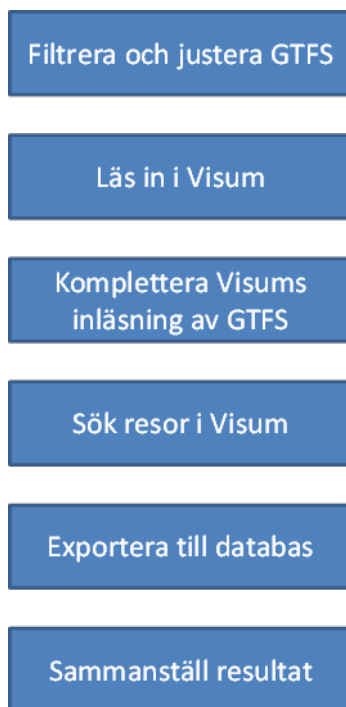 Filtrera och justera GTFS
Läs in i Visum
Komplettera Visums
inläsning av GTFS
Sök resor i Visum
Exportera till databas
Sammanställ resultat